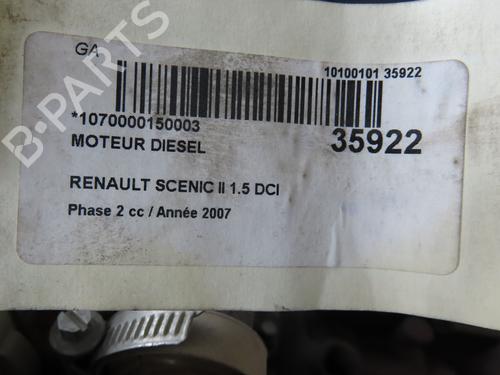 GA
10100101 35922
*1070000150003
35922
MOTEUR DIESEL
RENAULT SCENIC II 1.5 DCI
Phase 2 cc / Année 2007
B-PARTS